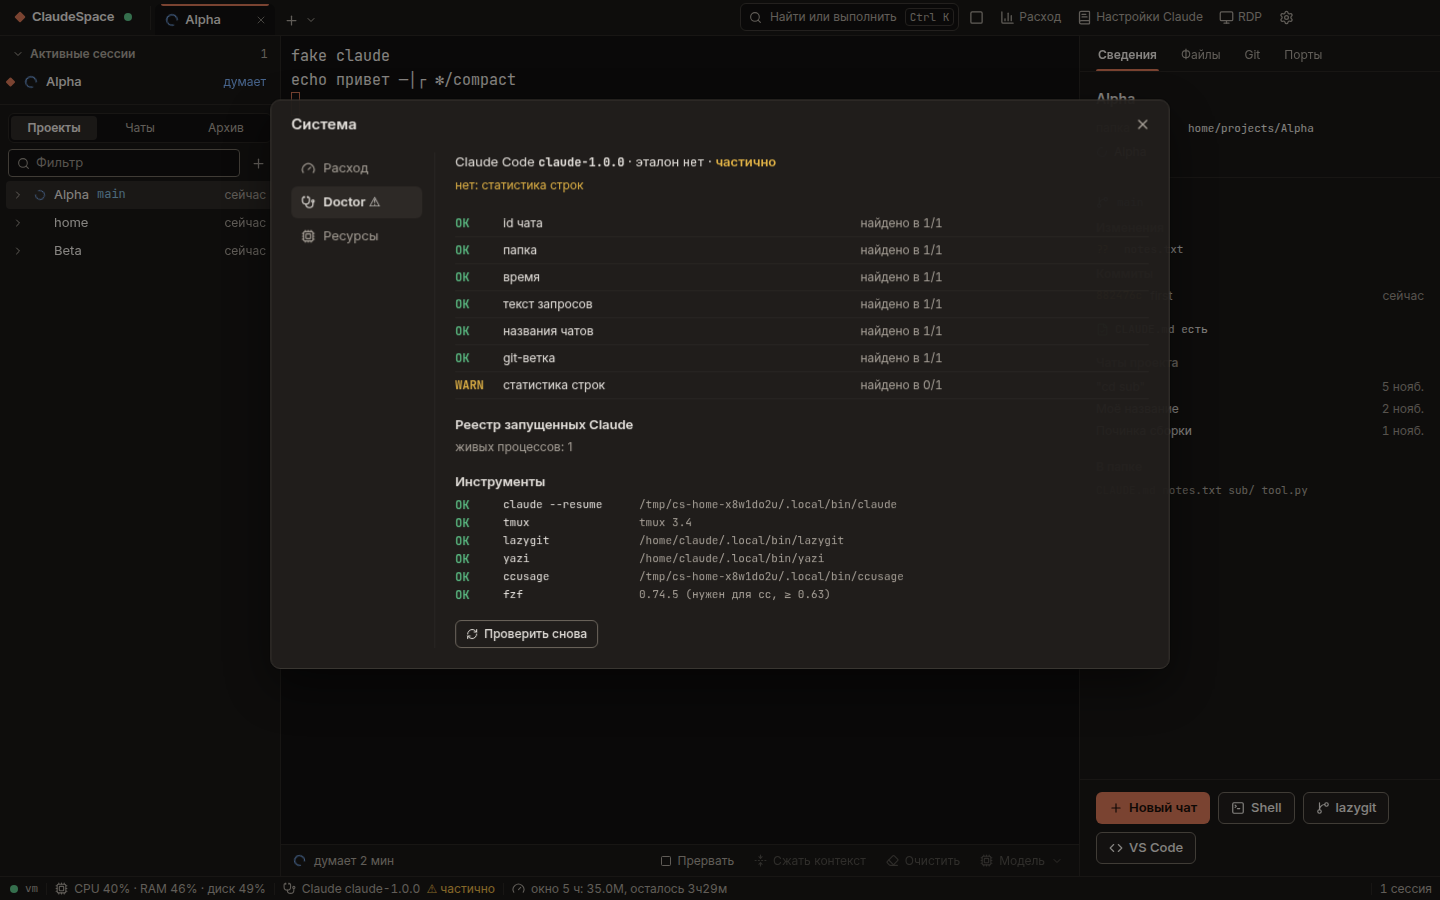 ClaudeSpace
Alpha
Найти или выполнить Ctrl K
Расход
Настройки Claude
RDP
Активные сессии 1
Alpha думает
Проекты Чаты Архив
Фильтр
Alpha main сейчас
home сейчас
Beta сейчас
fake claude
echo привет ─│┌ ✻/compact
Сведения Файлы Git Порты
Alpha
home/projects/Alpha
Система
Расход
Doctor ⚠
Ресурсы
Claude Code claude-1.0.0 · эталон нет · частично
нет: статистика строк
OK id чата найдено в 1/1
OK папка найдено в 1/1
OK время найдено в 1/1
OK текст запросов найдено в 1/1
OK названия чатов найдено в 1/1
OK git-ветка найдено в 1/1
WARN статистика строк найдено в 0/1
Реестр запущенных Claude
живых процессов: 1
Инструменты
OK claude --resume /tmp/cs-home-x8w1do2u/.local/bin/claude
OK tmux tmux 3.4
OK lazygit /home/claude/.local/bin/lazygit
OK yazi /home/claude/.local/bin/yazi
OK ccusage /tmp/cs-home-x8w1do2u/.local/bin/ccusage
OK fzf 0.74.5 (нужен для cc, ≥ 0.63)
Проверить снова
сейчас
есть
5 нояб.
2 нояб.
1 нояб.
sub/ tool.py
Новый чат
Shell
lazygit
VS Code
думает 2 мин
Прервать
Сжать контекст
Очистить
Модель
vm CPU 40% · RAM 46% · диск 49% Claude claude-1.0.0 ⚠ частично окно 5 ч: 35.0M, осталось 3ч29м 1 сессия